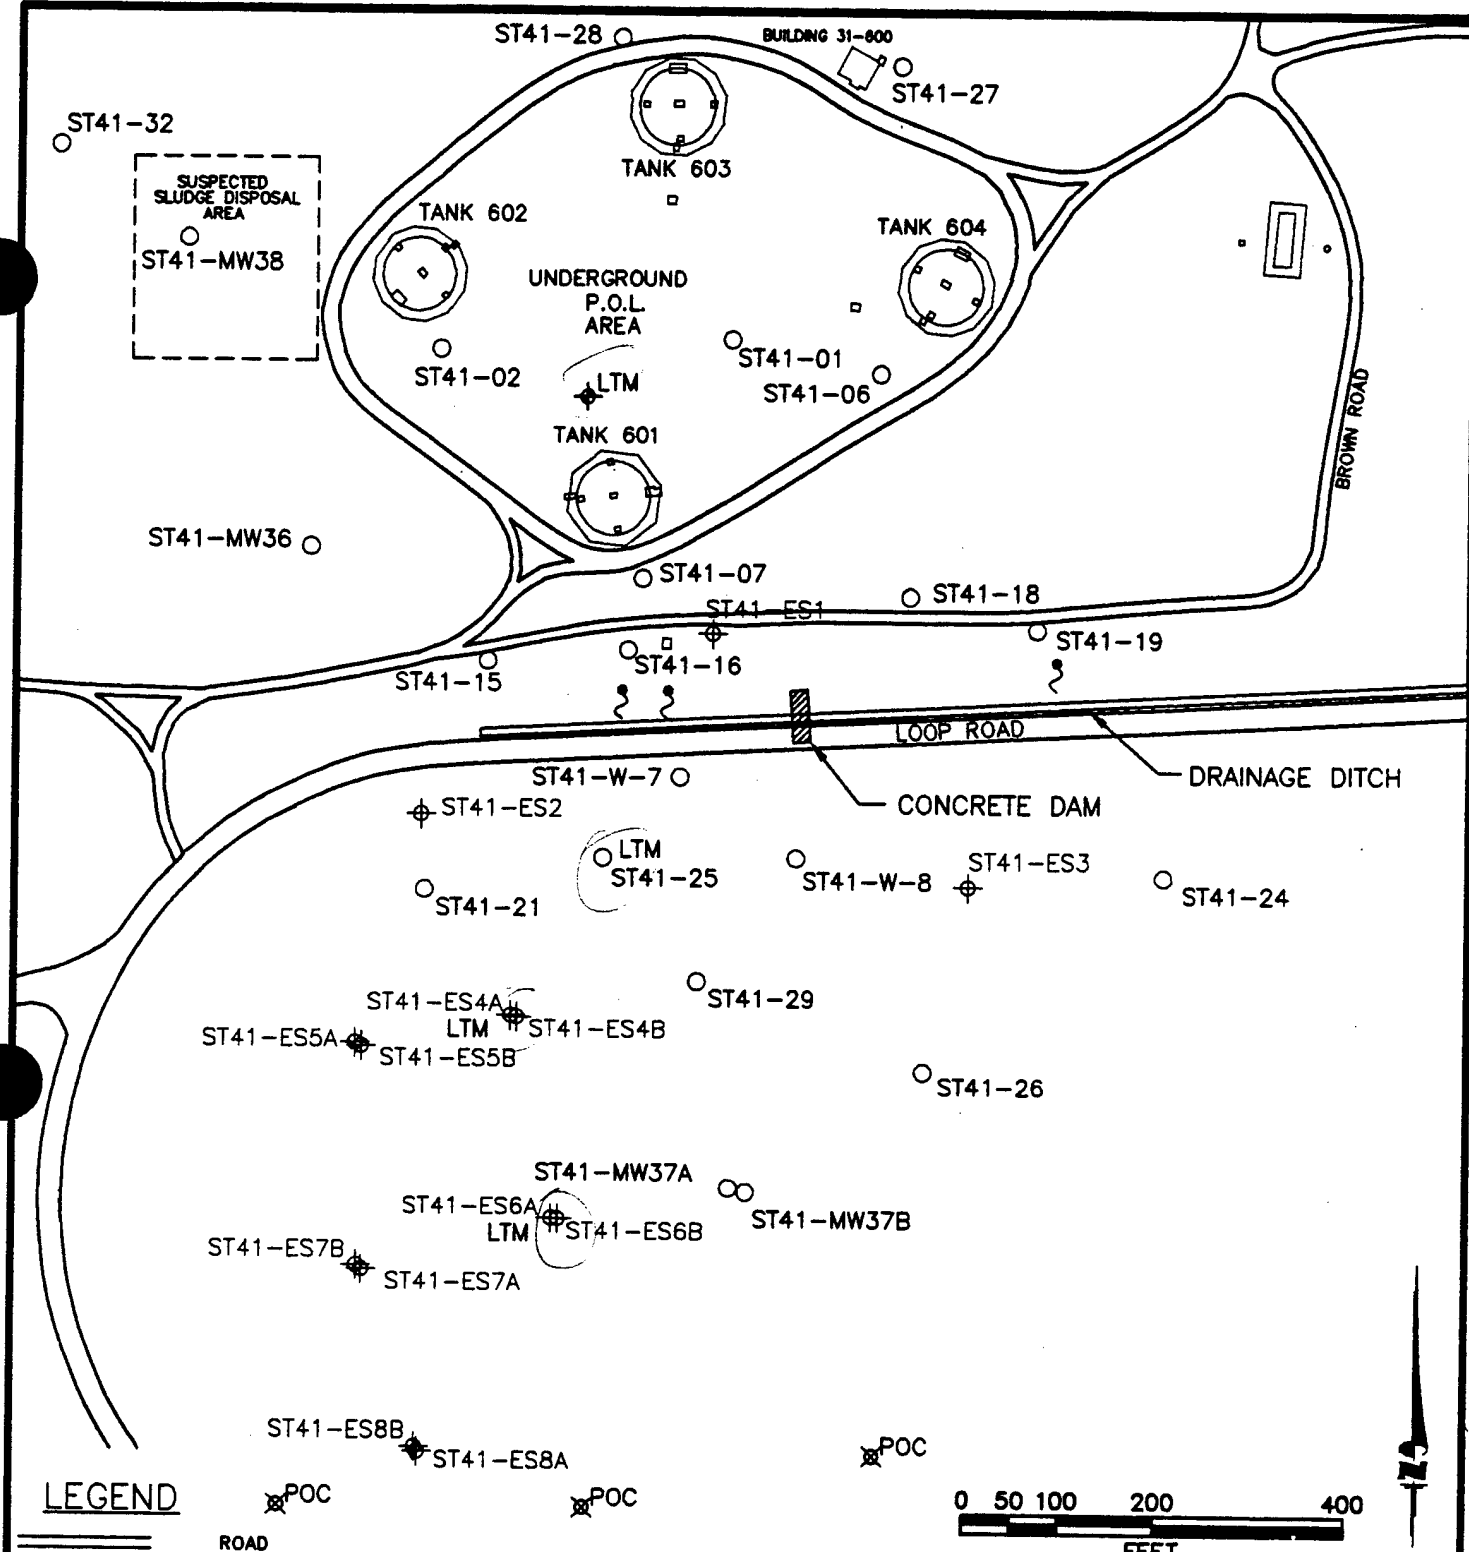 ST41-28
BUILDING 31-600
ST41-27
ST41-32
TANK 603
SUSPECTED
SLUDGE DISPOSAL
AREA
TANK 602
TANK 604
ST41-MW38
UNDERGROUND
P.O.L.
AREA
ST41-01
ST41-02
LTM
ST41-06
BROWN ROAD
TANK 601
ST41-MW36
ST41-07
ST41-18
ST41-ES1
ST41-19
ST41-16
ST41-15
LOOP ROAD
ST41-W-7
DRAINAGE DITCH
CONCRETE DAM
ST41-ES2
LTM
ST41-25
ST41-W-8
ST41-ES3
ST41-21
ST41-24
ST41-29
ST41-ES4A
LTM
ST41-ES4B
ST41-ES5A
ST41-ES5B
ST41-26
ST41-MW37A
ST41-ES6A
LTM
ST41-ES6B
ST41-MW37B
ST41-ES7B
ST41-ES7A
ST41-ES8B
ST41-ES8A
POC
POC
POC
LEGEND
ROAD
0 50 100 200 400
FEET
N